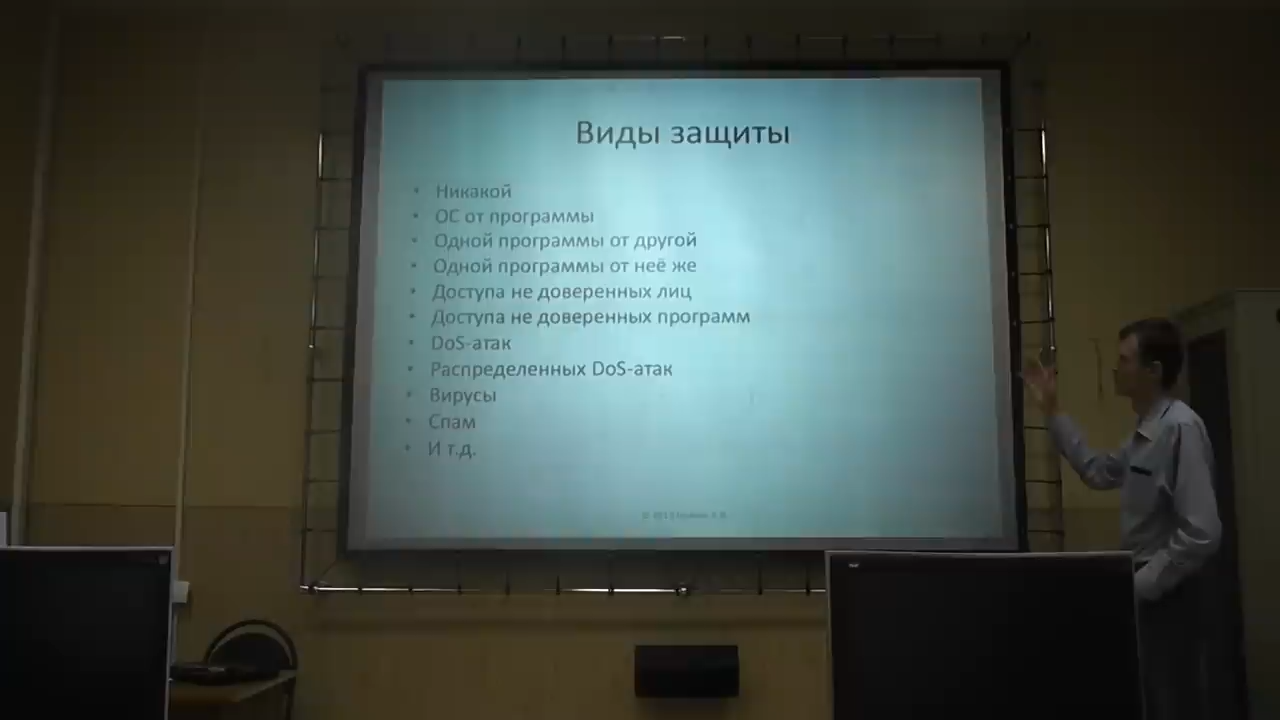 Виды защиты
• Никакой
• ОС от программы
• Одной программы от другой
• Одной программы от неё же
• Доступа не доверенных лиц
• Доступа не доверенных программ
• DoS-атак
• Распределенных DoS-атак
• Вирусы
• Спам
• И т.д.